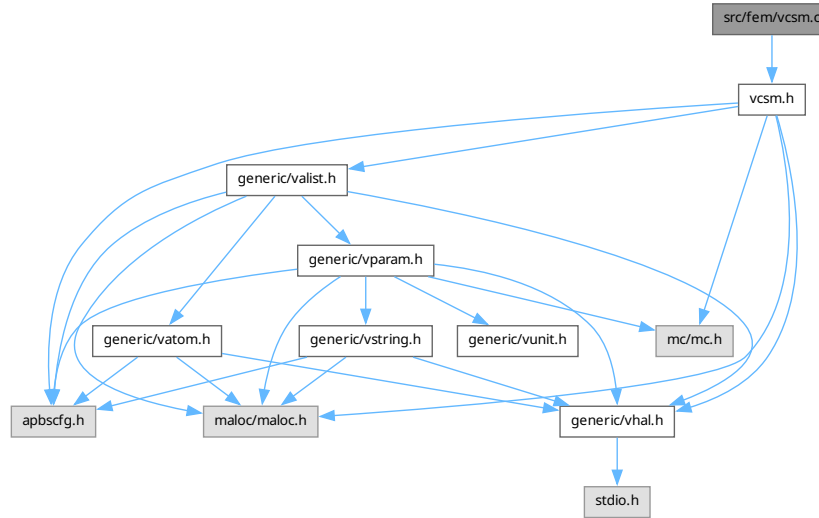 src/fem/vcsm.c
vcsm.h
generic/valist.h
generic/vparam.h
generic/vatom.h
generic/vstring.h
generic/vunit.h
mc/mc.h
apbscfg.h
maloc/maloc.h
generic/vhal.h
stdio.h